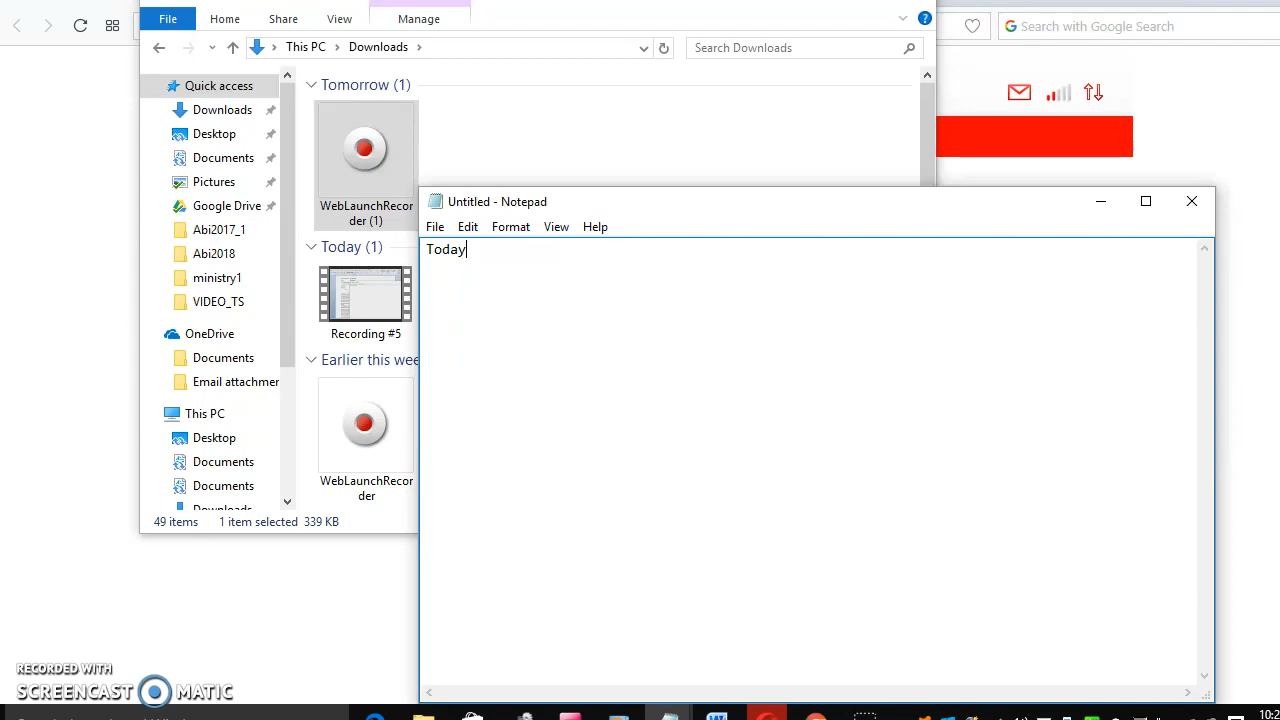 Search with Google Search
File Home Share View Manage
This PC Downloads
Search Downloads
Quick access
Downloads
Desktop
Documents
Pictures
Google Drive
Abi2017_1
Abi2018
ministry1
VIDEO_TS
OneDrive
Documents
Email attachmer
This PC
Desktop
Documents
Documents
Tomorrow (1)
WebLaunchRecor
der (1)
Today (1)
Recording #5
Earlier this wee
WebLaunchRecor
der
49 items 1 item selected 339 KB
Untitled - Notepad
File Edit Format View Help
Today
RECORDED WITH
SCREENCAST MATIC